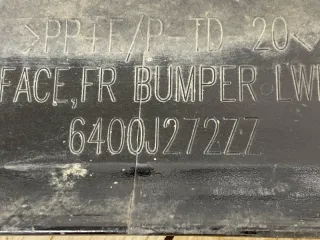 >PP+E/P-TD 20<
FACE,FR BUMPER LWR
6400J272ZZ